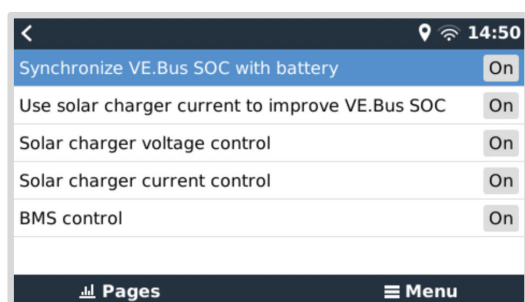 14:50
Synchronize VE.Bus SOC with battery On
Use solar charger current to improve VE.Bus SOC On
Solar charger voltage control On
Solar charger current control On
BMS control On
Pages Menu